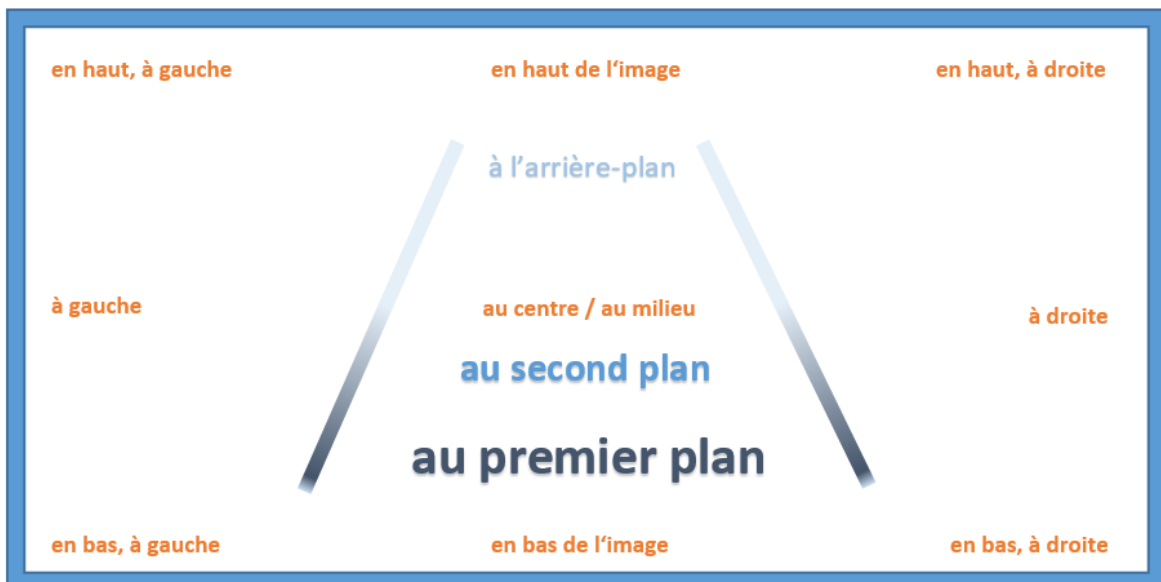 en haut, à gauche
en haut de l‘image
en haut, à droite
à l’arrière-plan
à gauche
au centre / au milieu
à droite
au second plan
au premier plan
en bas, à gauche
en bas de l‘image
en bas, à droite